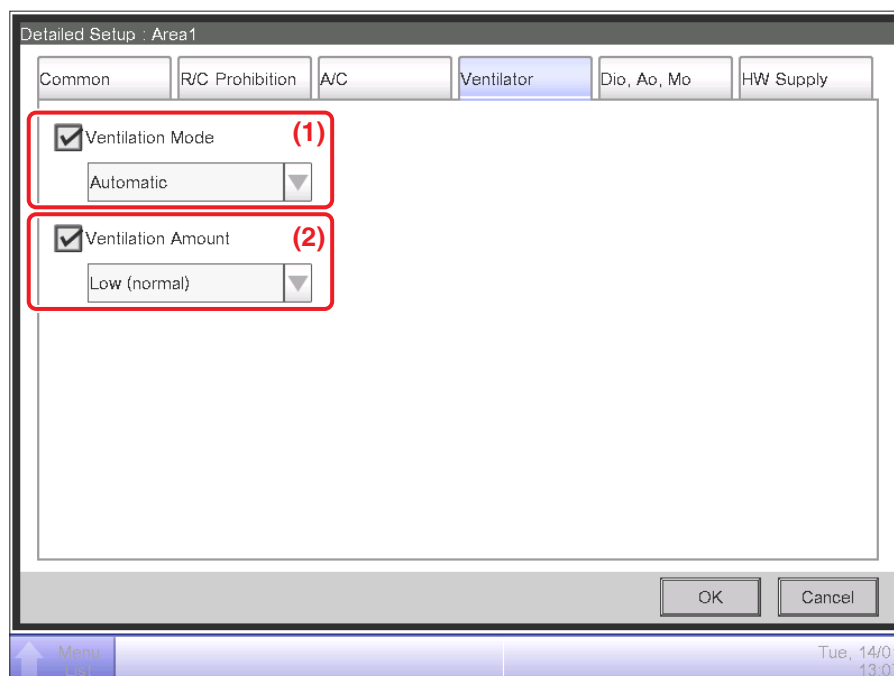 Detailed Setup : Area1
Common R/C Prohibition A/C Ventilator Dio, Ao, Mo HW Supply
Ventilation Mode (1)
Automatic
Ventilation Amount (2)
Low (normal)
OK Cancel
Menu Tue, 14/0
List 13:0